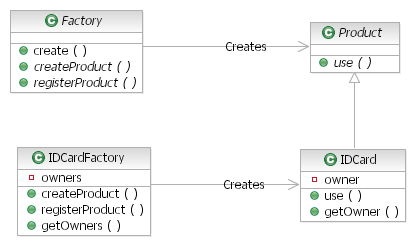 Factory
create ( )
createProduct ( )
registerProduct ( )
Creates
Product
use ( )
IDCardFactory
owners
createProduct ( )
registerProduct ( )
getOwners ( )
Creates
IDCard
owner
use ( )
getOwner ( )